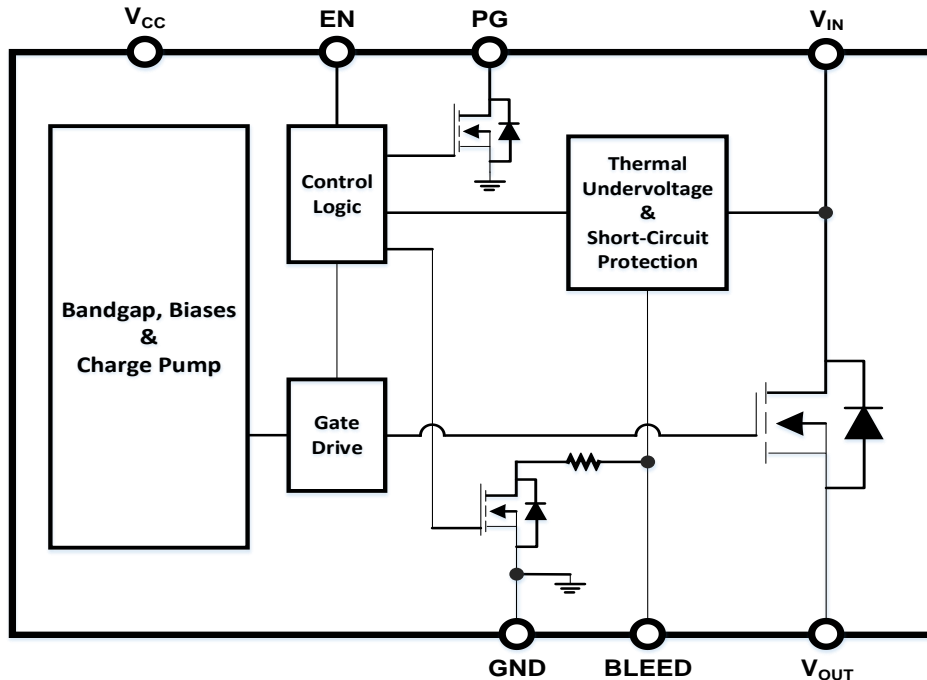 VCC
EN
PG
VIN
Control
Logic
Thermal
Undervoltage
&
Short-Circuit
Protection
Bandgap, Biases
&
Charge Pump
Gate
Drive
GND
BLEED
VOUT